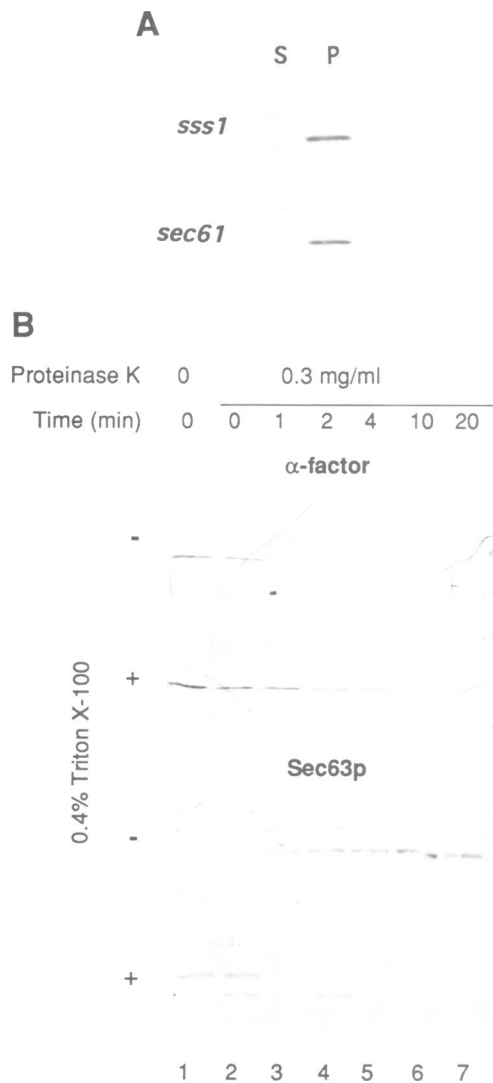 A
S P
sss1
sec61
B
Proteinase K 0 0.3 mg/ml
Time (min) 0 0 1 2 4 10 20
α-factor
-
+
0.4% Triton X-100
Sec63p
-
+
1 2 3 4 5 6 7